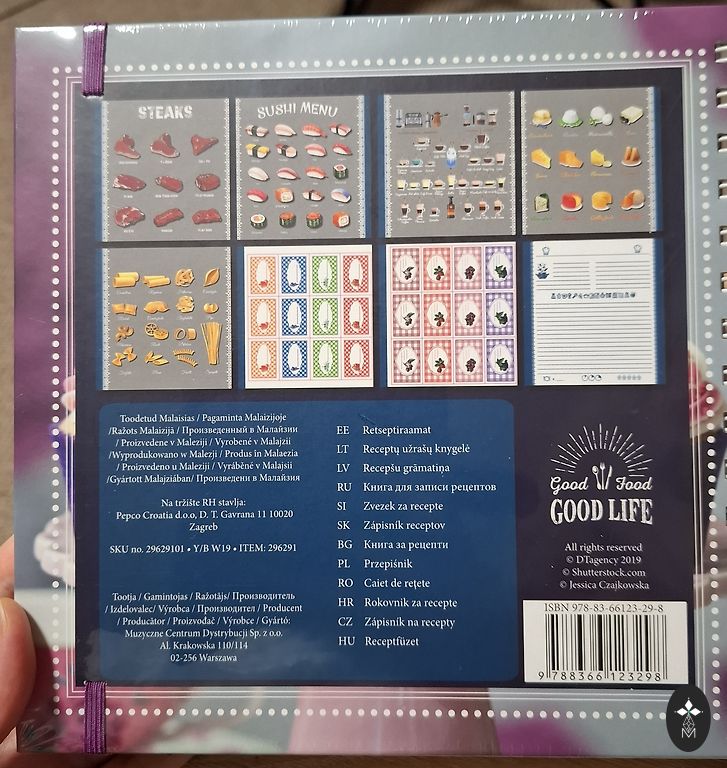 STEAKS
SUSHI MENU
Toodetud Malaisias / Pagaminta Malaizijoje
/Ražots Malaizijā / Произведенный в Малайзии
/ Proizvedene v Maleziji / Vyrobené v Malajzii
/Wyprodukowano w Malezji / Produs în Malaezia
/ Proizvedeno u Maleziji / Vyráběné v Malajsii
/Gyártott Malajziában/ Произведени в Малайзия
Na tržište RH stavlja:
Pepco Croatia d.o.o, D. T. Gavrana 11 10020
Zagreb
SKU no. 29629101 • Y/B W19 • ITEM: 296291
Tootja / Gamintojas / Ražotājs/ Производитель
/ Izdelovalec/ Výrobca / Производител / Producent
/ Producător / Proizvođač / Výrobce / Gyártó:
Muzyczne Centrum Dystrybucji Sp. z o.o.
Al. Krakowska 110/114
02-256 Warszawa
EE Retseptiraamat
LT Receptų užrašų knygelė
LV Recepšu grāmatiņa
RU Книга для записи рецептов
SI Zvezek za recepte
SK Zápisník receptov
BG Книга за рецепти
PL Przepiśnik
RO Caiet de rețete
HR Rokovnik za recepte
CZ Zápisník na recepty
HU Receptfüzet
Good Food
GOOD LIFE
All rights reserved
© DTagency 2019
© Shutterstock.com
© Jessica Czajkowska
ISBN 978-83-66123-29-8
9 788366 123298
M